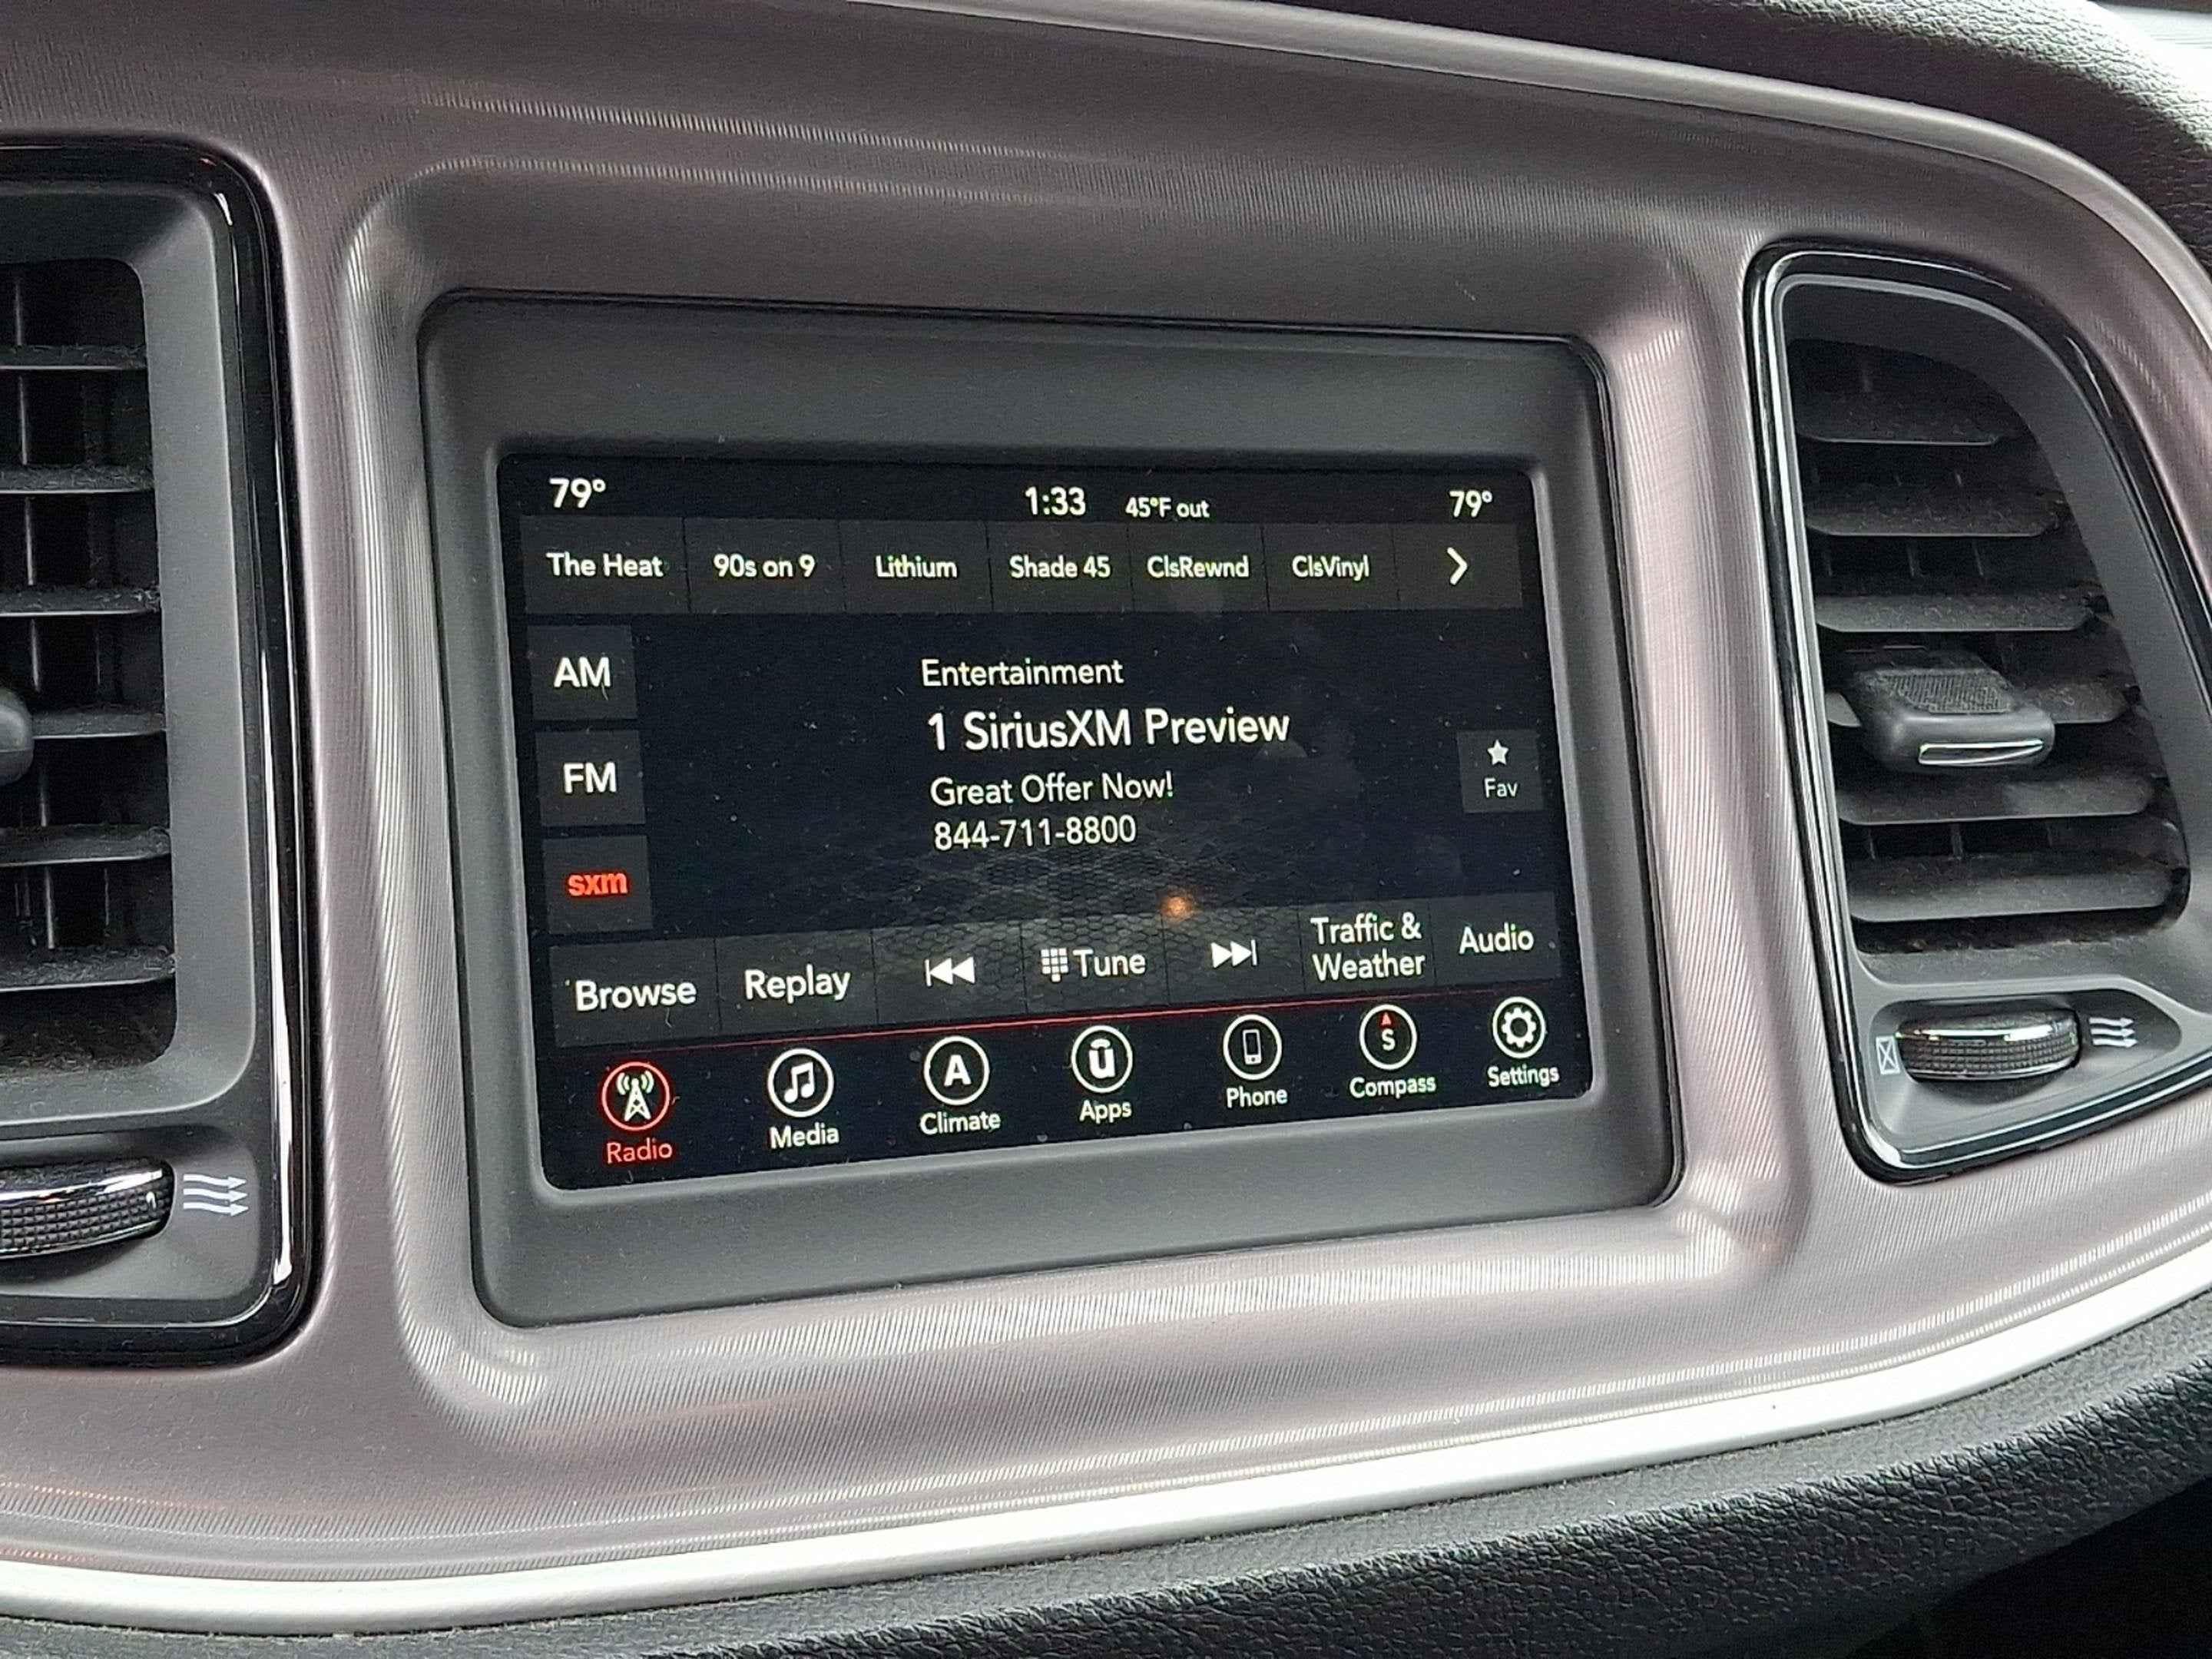 79° 1:33 45°F out 79°
The Heat 90s on 9 Lithium Shade 45 ClsRewnd ClsVinyl
AM
Entertainment
1 SiriusXM Preview
FM
Great Offer Now!
Fav
844-711-8800
sxm
Browse Replay Tune Traffic & Weather Audio
Radio Media A Climate u Apps Phone S Compass Settings